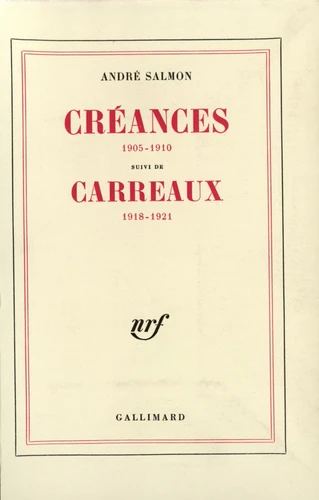 ANDRÉ SALMON
CRÉANCES
1905-1910
SUIVI DE
CARREAUX
1918-1921
nrf
GALLIMARD